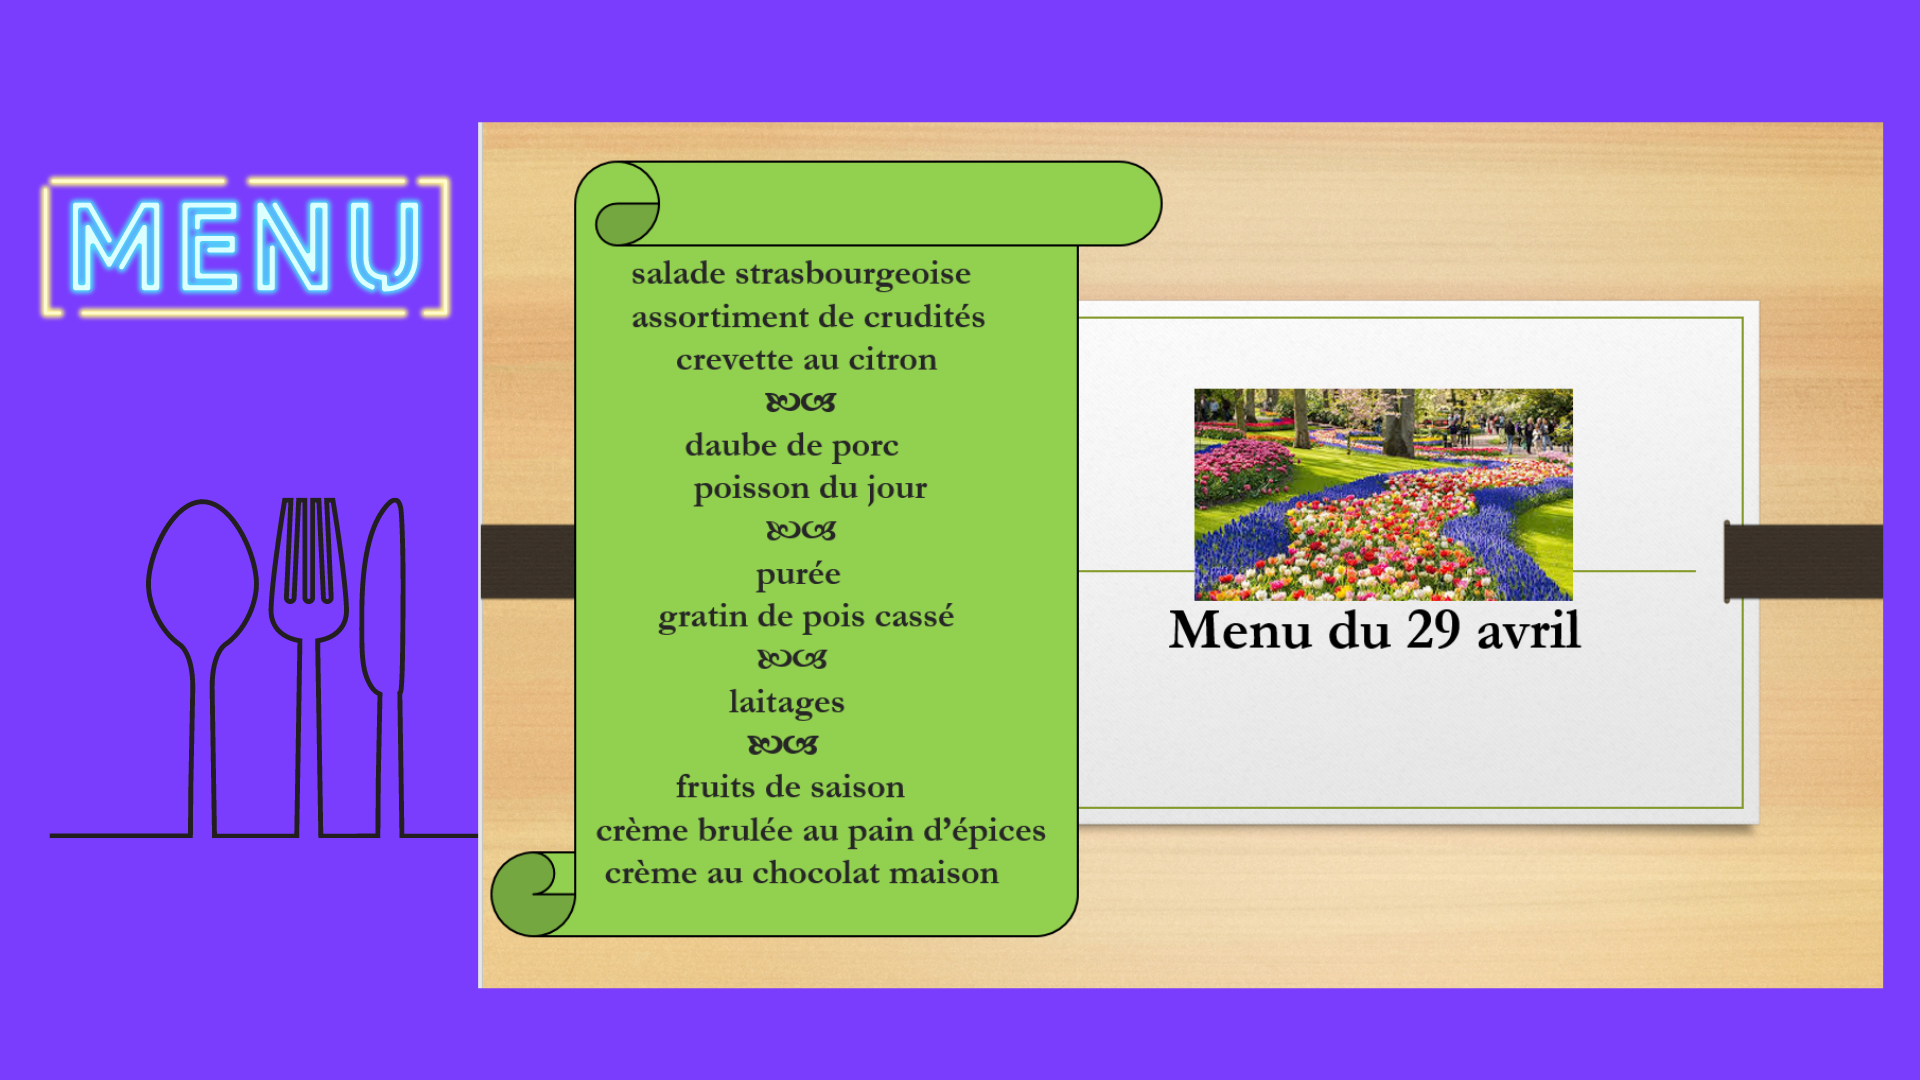 MENU
salade strasbourgeoise
assortiment de crudités
crevette au citron
daube de porc
poisson du jour
purée
gratin de pois cassé
laitages
fruits de saison
crème brulée au pain d’épices
crème au chocolat maison
Menu du 29 avril